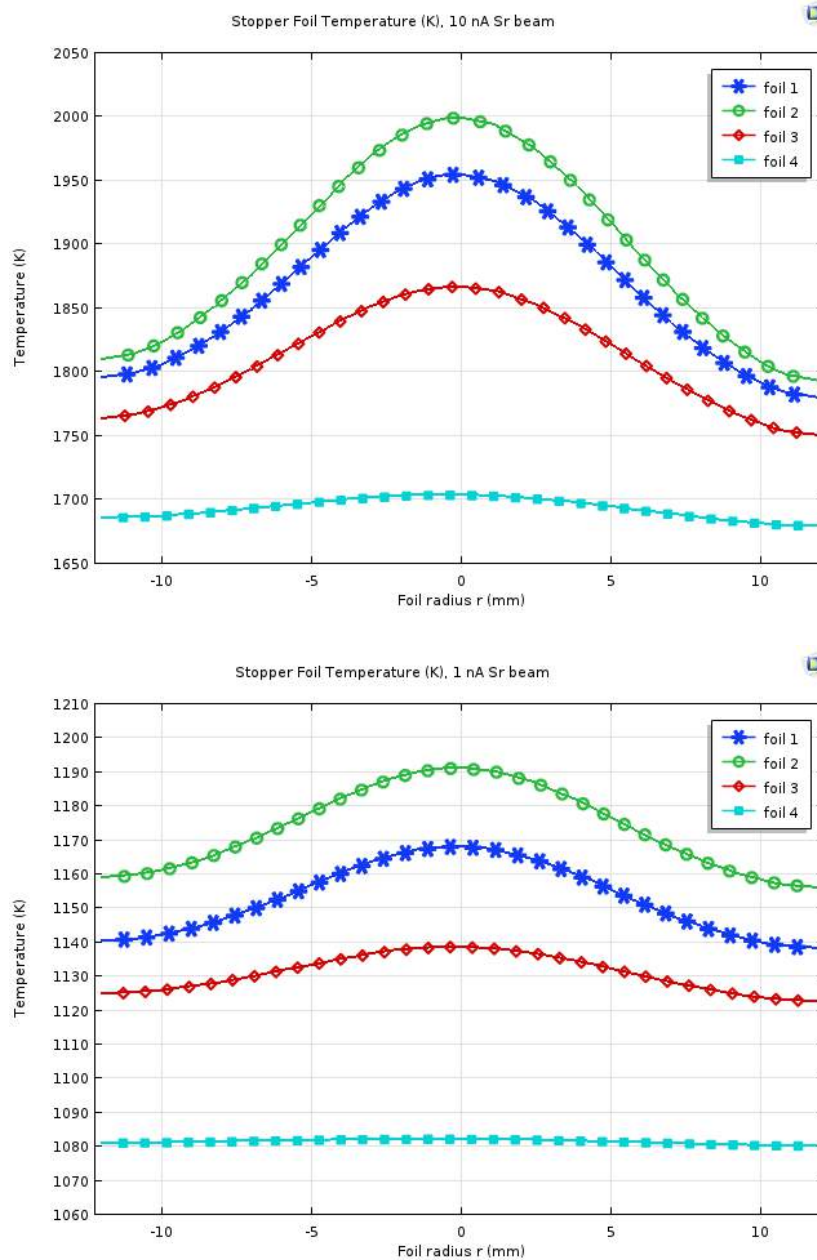 Stopper Foil Temperature (K), 10 nA Sr beam
2050
2000
1950
1900
1850
1800
1750
1700
1650
Temperature (K)
foil 1
foil 2
foil 3
foil 4
-10 -5 0 5 10
Foil radius r (mm)
Stopper Foil Temperature (K), 1 nA Sr beam
1210
1200
1190
1180
1170
1160
1150
1140
1130
1120
1110
1100
1090
1080
1070
1060
Temperature (K)
foil 1
foil 2
foil 3
foil 4
-10 -5 0 5 10
Foil radius r (mm)